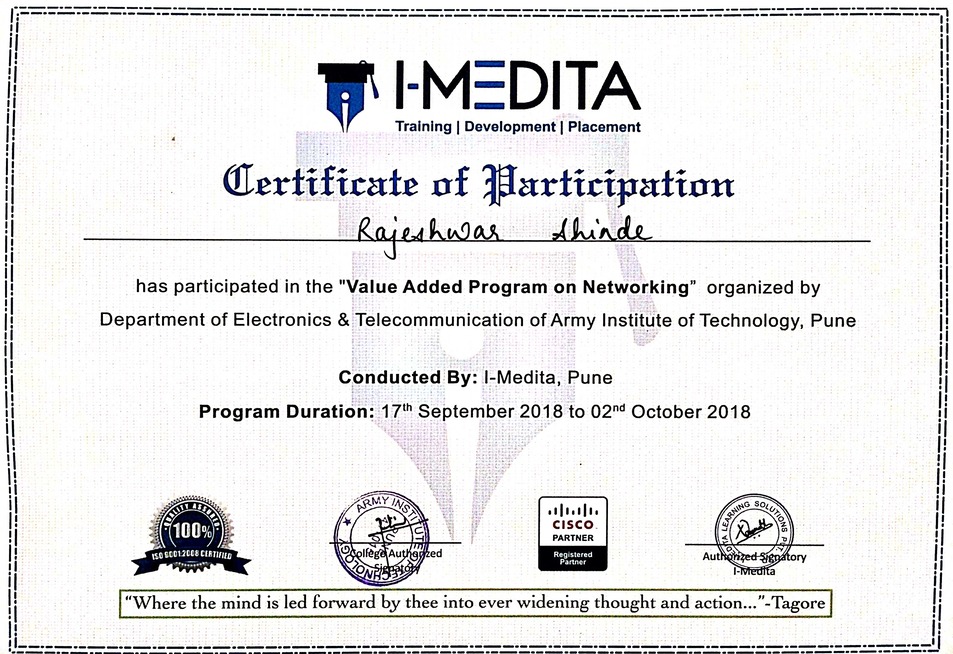 I-MEDITA
Training | Development | Placement
Certificate of Participation
Rajeshwar Shinde
has participated in the "Value Added Program on Networking” organized by
Department of Electronics & Telecommunication of Army Institute of Technology, Pune
Conducted By: I-Medita, Pune
Program Duration: 17th September 2018 to 02nd October 2018
QUALITY ASSURED
100%
ISO 9001:2008 CERTIFIED
ARMY INSTITUTE
TECHNOLOGY
College Authorized
Signatory
CISCO
PARTNER
Registered
Partner
LEARNING SOLUTIONS PVT.
Authorized Signatory
I-Medita
“Where the mind is led forward by thee into ever widening thought and action...”-Tagore